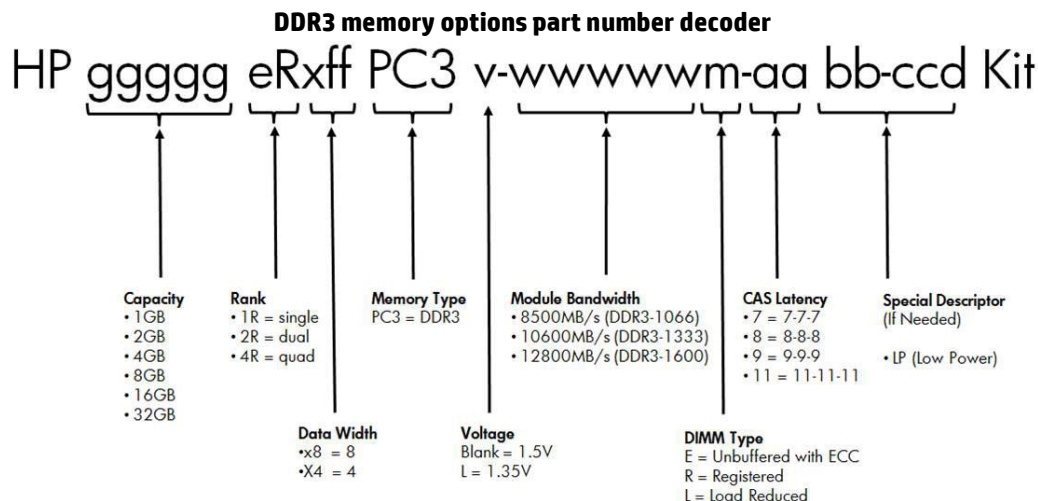 DDR3 memory options part number decoder
HP ggggg eRxff PC3 v-wwwwwm-aa bb-ccd Kit
Capacity
• 1GB
• 2GB
• 4GB
• 8GB
• 16GB
• 32GB
Rank
• 1R = single
• 2R = dual
• 4R = quad
Memory Type
PC3 = DDR3
Module Bandwidth
• 8500MB/s (DDR3-1066)
• 10600MB/s (DDR3-1333)
• 12800MB/s (DDR3-1600)
CAS Latency
• 7 = 7-7-7
• 8 = 8-8-8
• 9 = 9-9-9
• 11 = 11-11-11
Special Descriptor
(If Needed)
• LP (Low Power)
Data Width
•x8 = 8
•X4 = 4
Voltage
Blank = 1.5V
L = 1.35V
DIMM Type
E = Unbuffered with ECC
R = Registered
L = Load Reduced